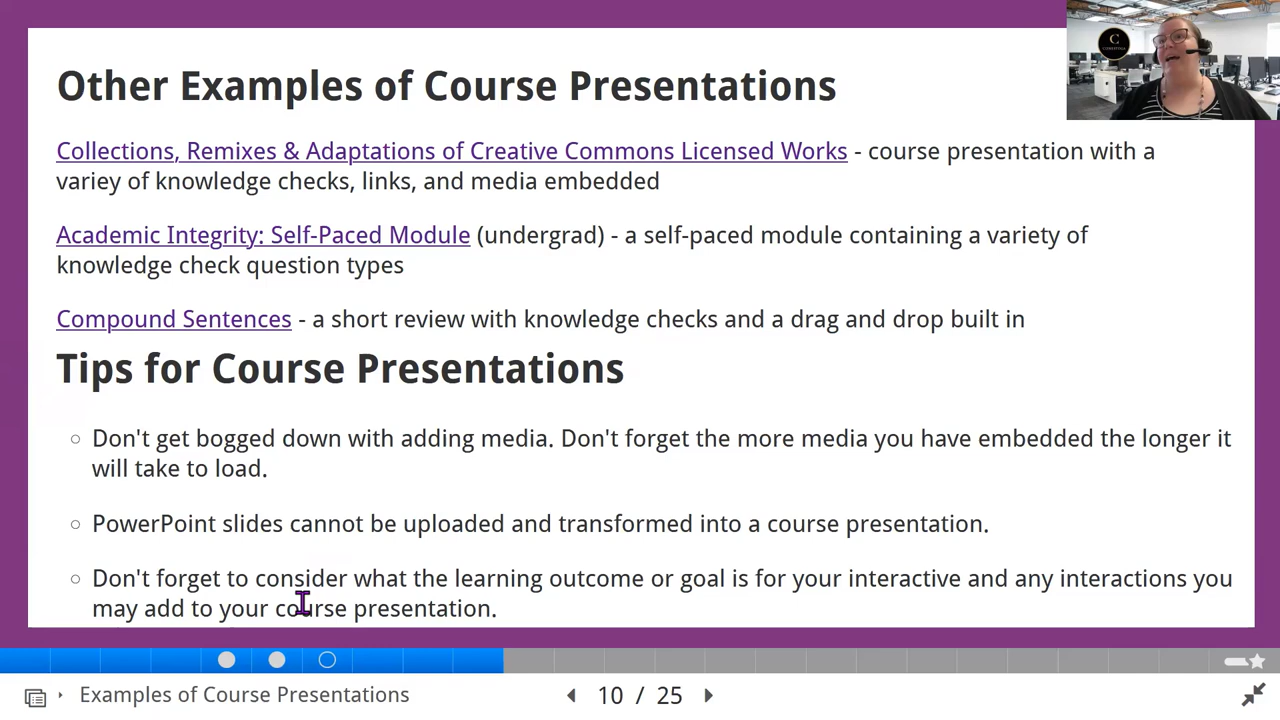 Other Examples of Course Presentations
Collections, Remixes & Adaptations of Creative Commons Licensed Works - course presentation with a
variey of knowledge checks, links, and media embedded
Academic Integrity: Self-Paced Module (undergrad) - a self-paced module containing a variety of
knowledge check question types
Compound Sentences - a short review with knowledge checks and a drag and drop built in
Tips for Course Presentations
Don't get bogged down with adding media. Don't forget the more media you have embedded the longer it
will take to load.
PowerPoint slides cannot be uploaded and transformed into a course presentation.
Don't forget to consider what the learning outcome or goal is for your interactive and any interactions you
may add to your course presentation.
Examples of Course Presentations
10 / 25
C